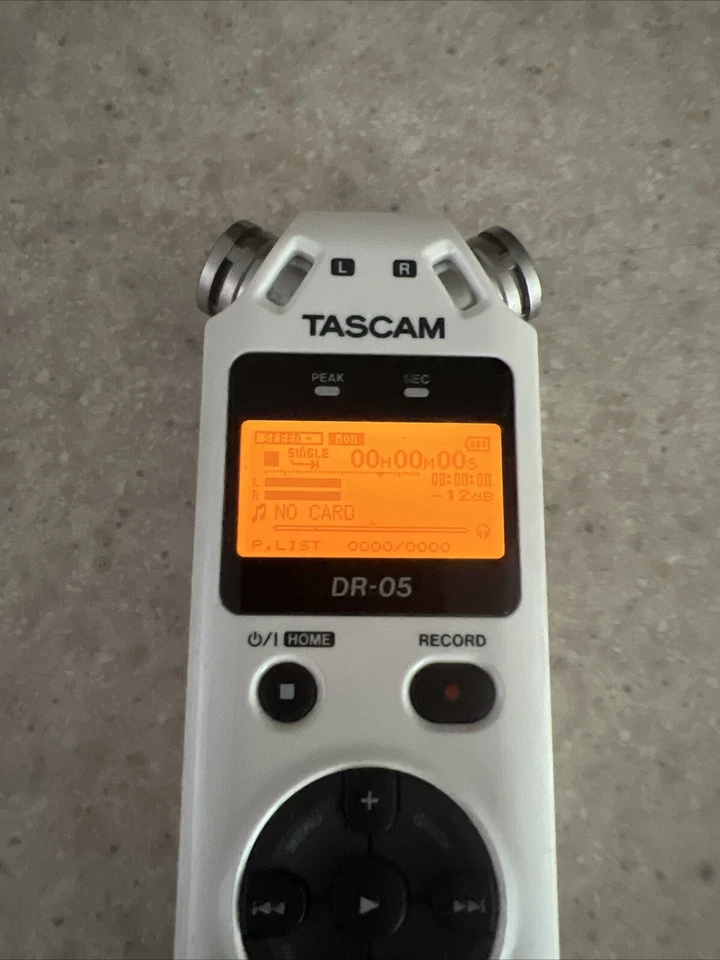 L R
TASCAM
PEAK REC
SPEED MON
SINGLE 00H00M00S
L 00:00:00
R -12dB
NO CARD
P.LIST 0000/0000
DR-05
⏻/I HOME RECORD
+
MENU